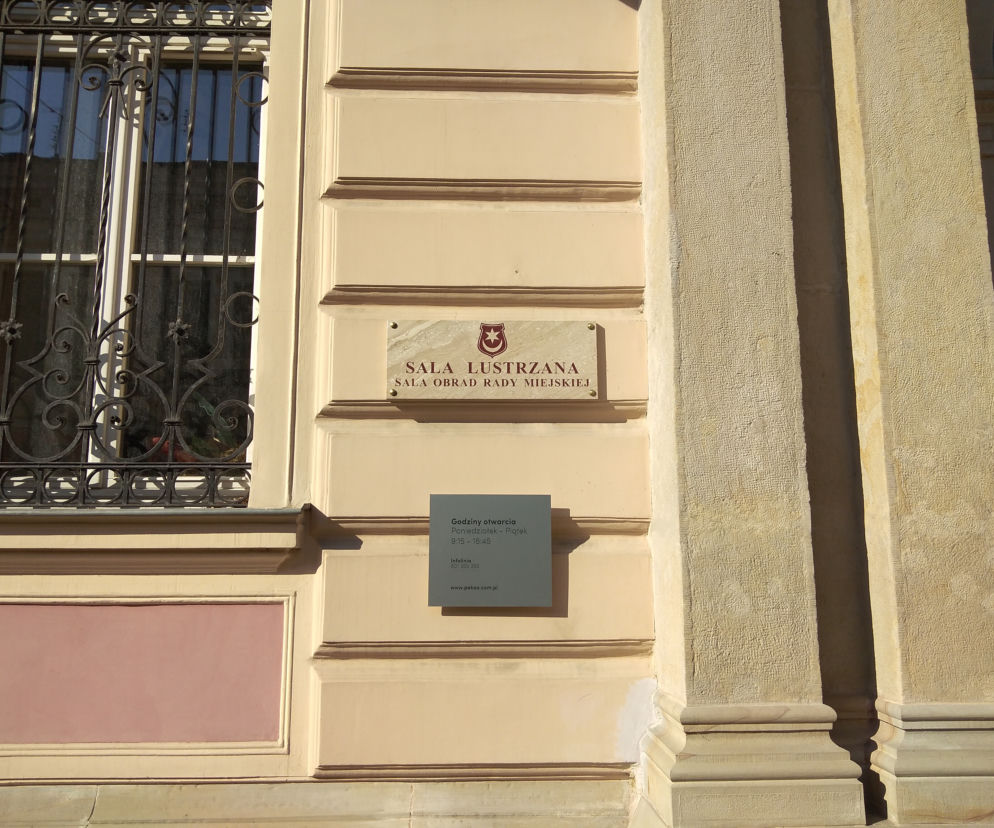 SALA LUSTRZANA
SALA OBRAD RADY MIEJSKIEJ
Godziny otwarcia
Poniedziałek - Piątek
Infolinia
www.pekao.com.pl